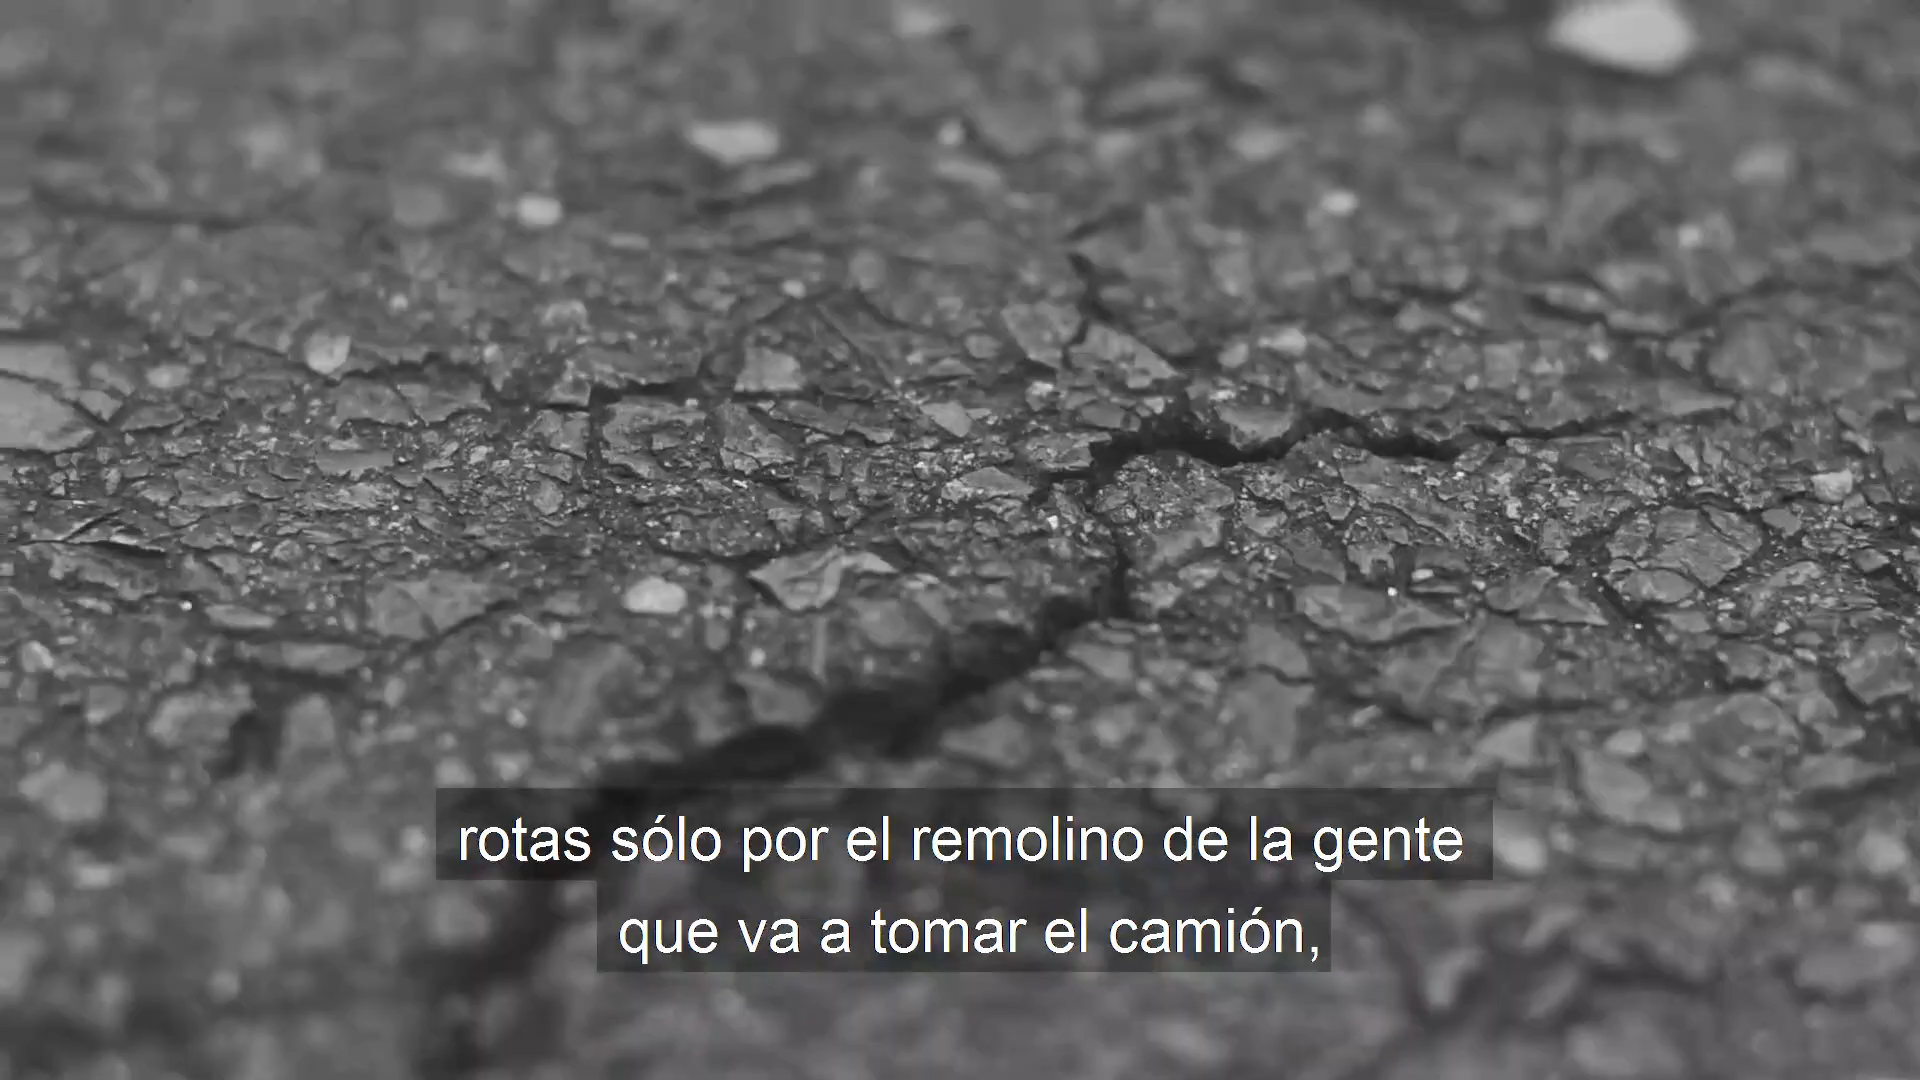 rotas sólo por el remolino de la gente
que va a tomar el camión,